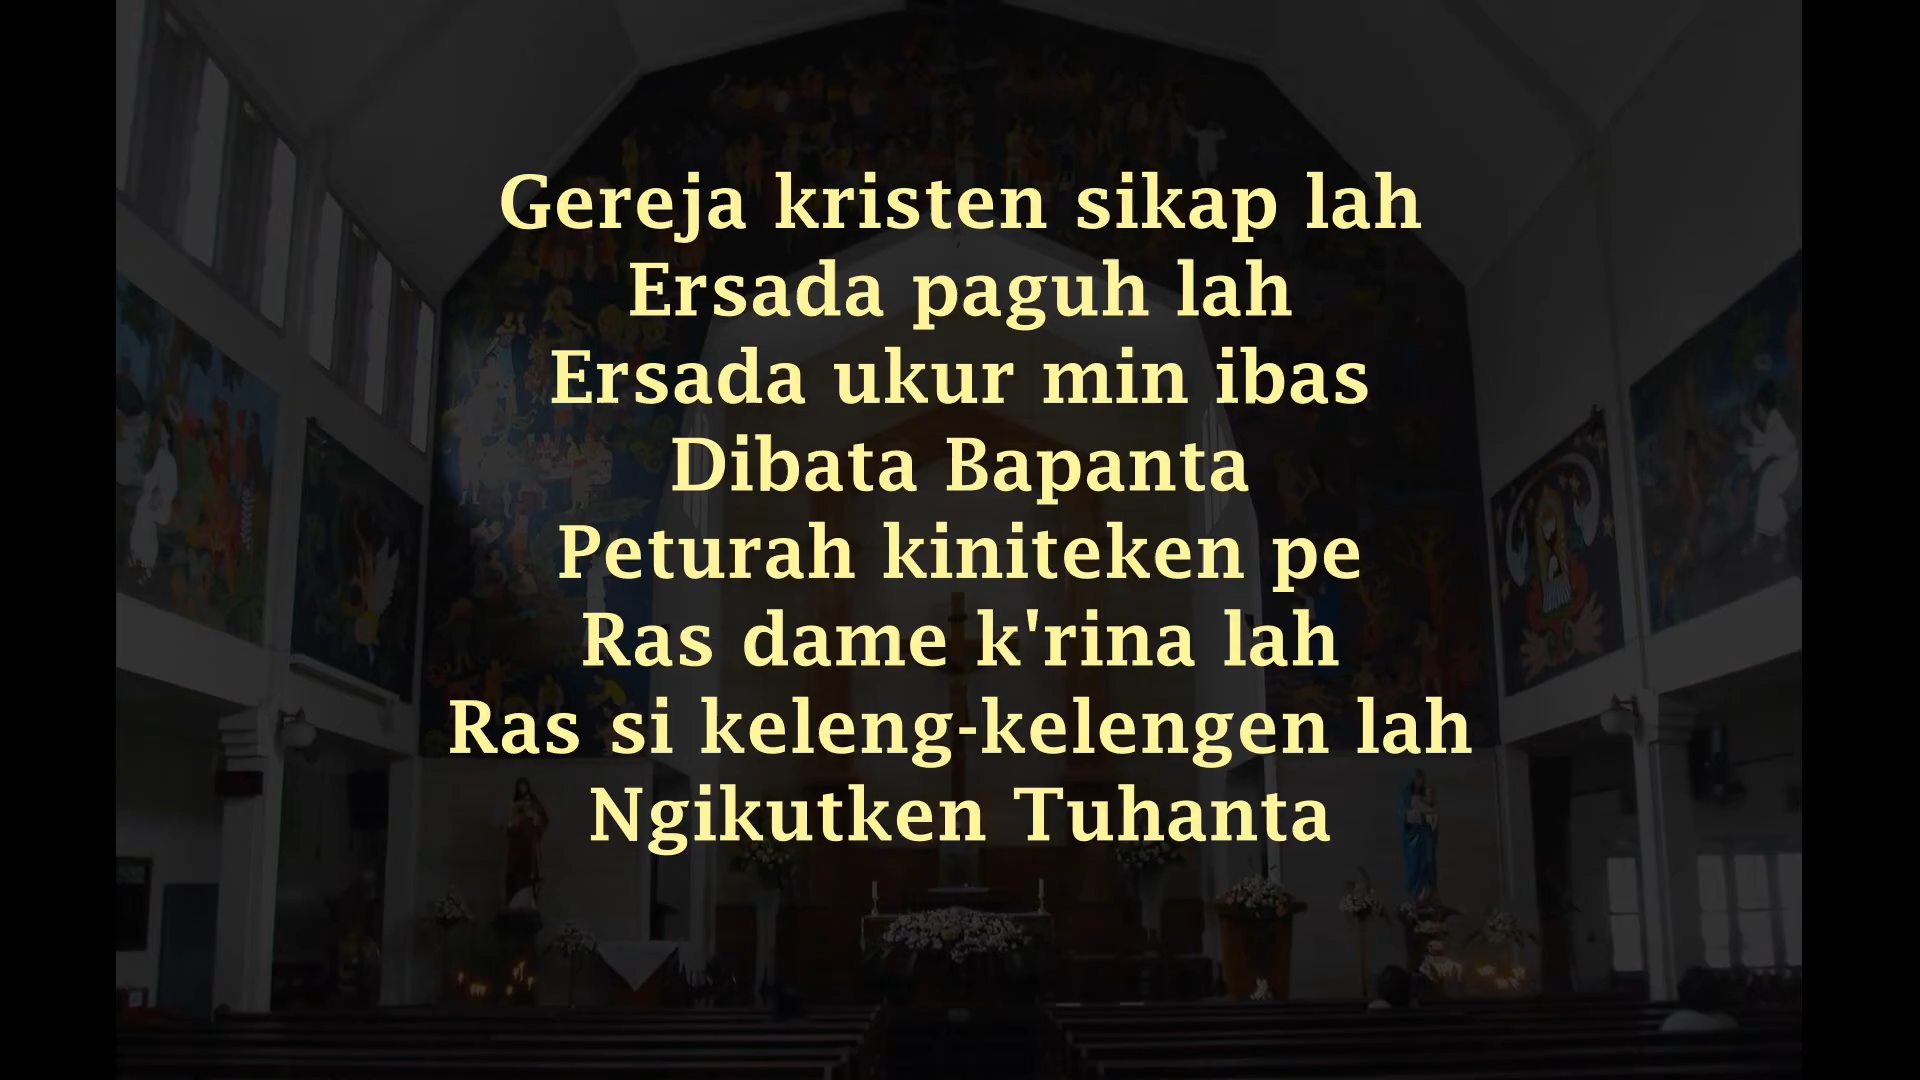 Gereja kristen sikap lah
Ersada paguh lah
Ersada ukur min ibas
Dibata Bapanta
Peturah kiniteken pe
Ras dame k'rina lah
Ras si keleng-kelengen lah
Ngikutken Tuhanta